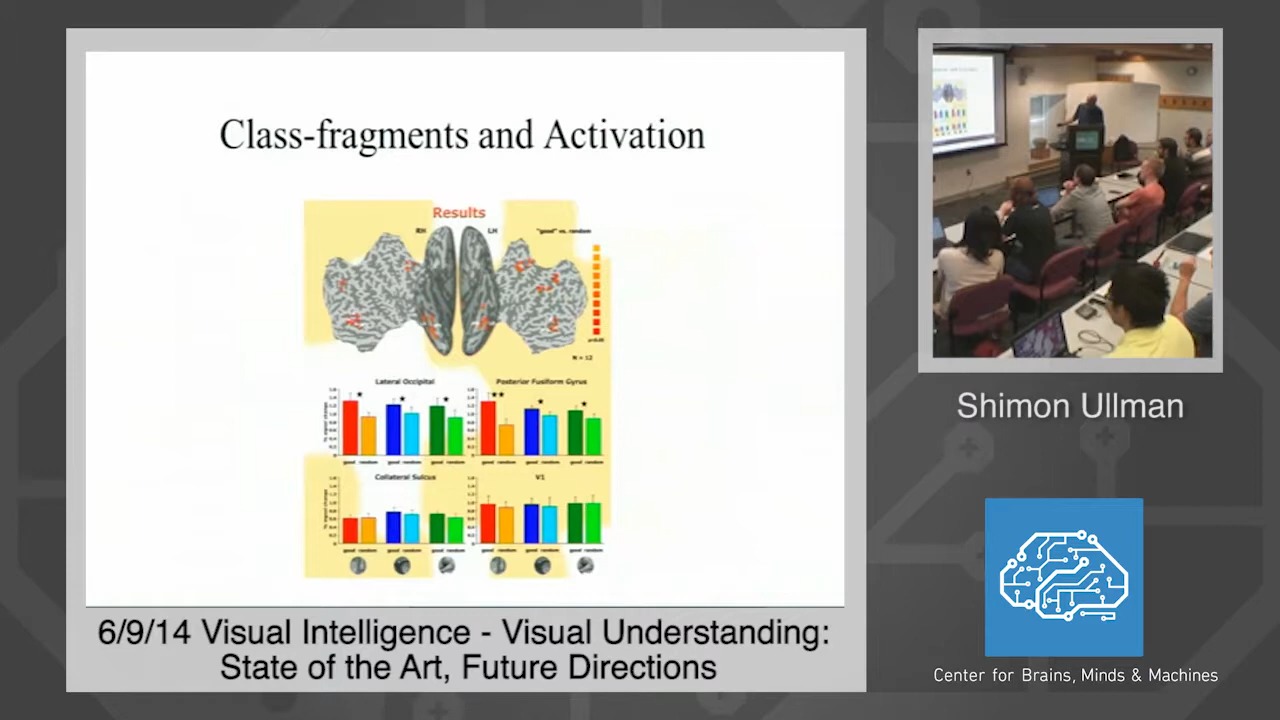 Class-fragments and Activation
Results
RH
LH
"good" vs. random
N = 12
Lateral Occipital
Posterior Fusiform Gyrus
good random good random good random
good random good random good random
Collateral Sulcus
V1
good random good random good random
good random good random good random
6/9/14 Visual Intelligence - Visual Understanding:
State of the Art, Future Directions
Shimon Ullman
Center for Brains, Minds & Machines